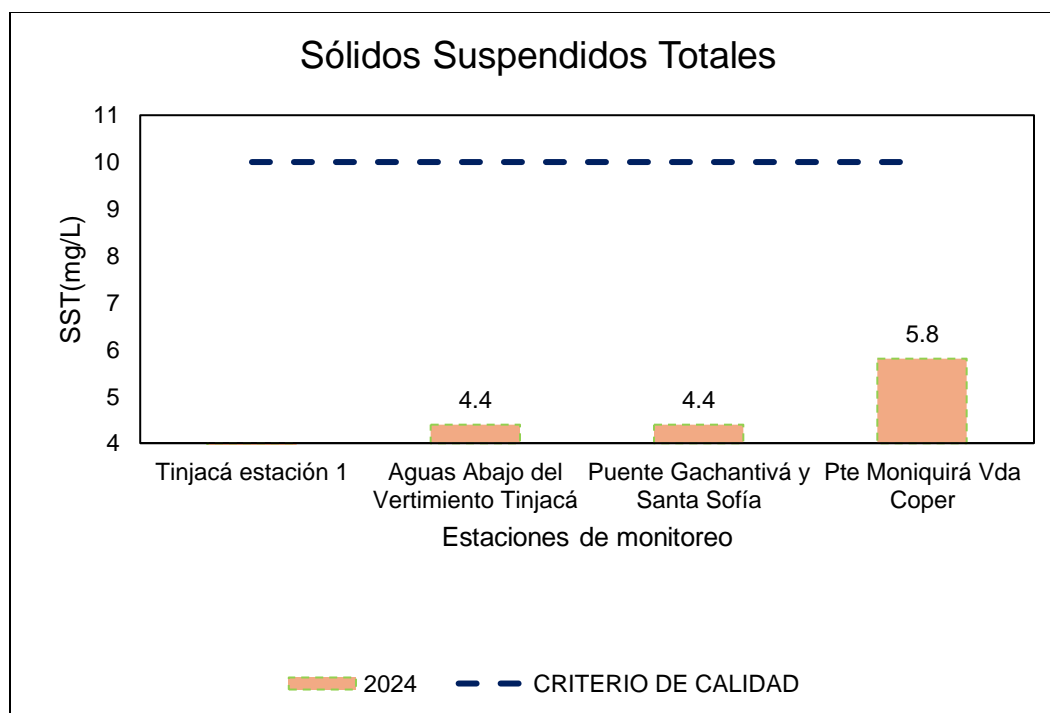 Sólidos Suspendidos Totales
11
10
9
8
7
6
5
4
SST(mg/L)
4.4
4.4
5.8
Tinjacá estación 1
Aguas Abajo del
Vertimiento Tinjacá
Puente Gachantivá y
Santa Sofía
Pte Moniquirá Vda
Coper
Estaciones de monitoreo
2024
CRITERIO DE CALIDAD